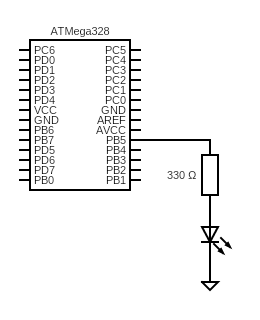 ATMega328
PC6 PC5
PD0 PC4
PD1 PC3
PD2 PC2
PD3 PC1
PD4 PC0
VCC GND
GND AREF
PB6 AVCC
PB7 PB5
PD5 PB4
PD6 PB3
PD7 PB2
PB0 PB1
330 Ω